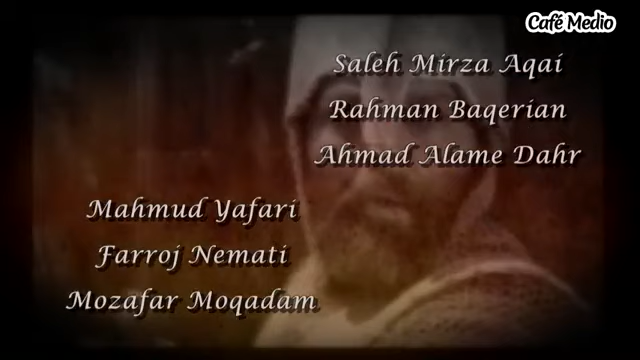 Café Medio
Saleh Mirza Aqai
Rahman Baqerian
Ahmad Alame Dahr
Mahmud Yafari
Farroj Nemati
Mozafar Moqadam